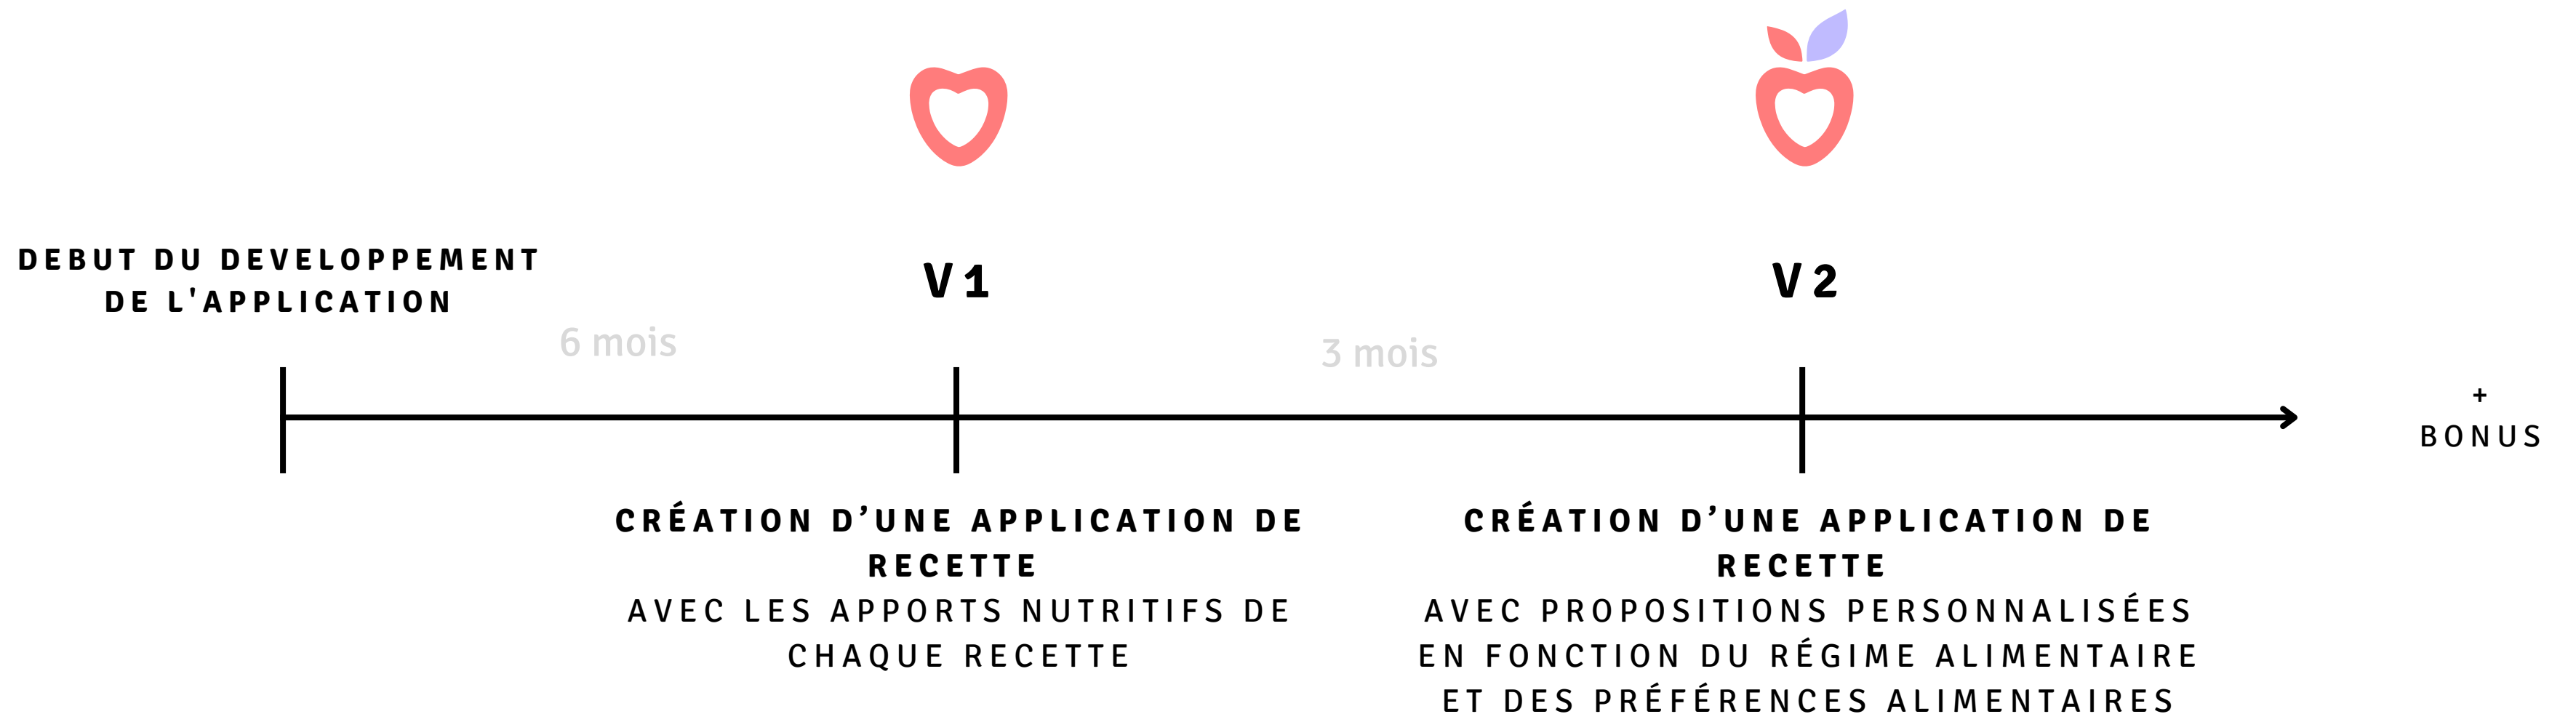 DEBUT DU DEVELOPPEMENT
DE L'APPLICATION
6 mois
V1
3 mois
V2
+
BONUS
CRÉATION D’UNE APPLICATION DE
RECETTE
AVEC LES APPORTS NUTRITIFS DE
CHAQUE RECETTE
CRÉATION D’UNE APPLICATION DE
RECETTE
AVEC PROPOSITIONS PERSONNALISÉES
EN FONCTION DU RÉGIME ALIMENTAIRE
ET DES PRÉFÉRENCES ALIMENTAIRES